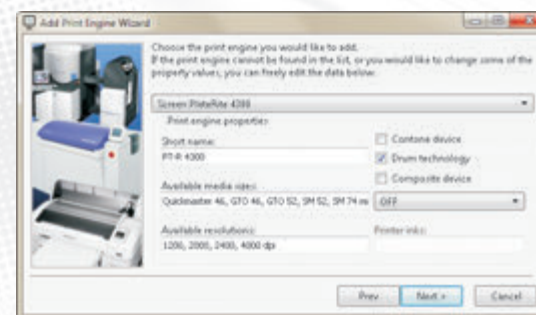 Add Print Engine Wizard
Choose the print engine you would like to add.
If the print engine cannot be found in the list, or you would like to change some of the
property values, you can freely edit the data below.
Screen PlateRite 4300
Print engine properties
Short name:
PT-R 4300
Contone device
Drum technology
Composite device
Available media sizes:
Quickmaster 46, GTO 46, GTO 52, SM 52, SM 74
OFF
Available resolutions:
1200, 2000, 2400, 4000 dpi
Printer inks:
Prev
Next >
Cancel